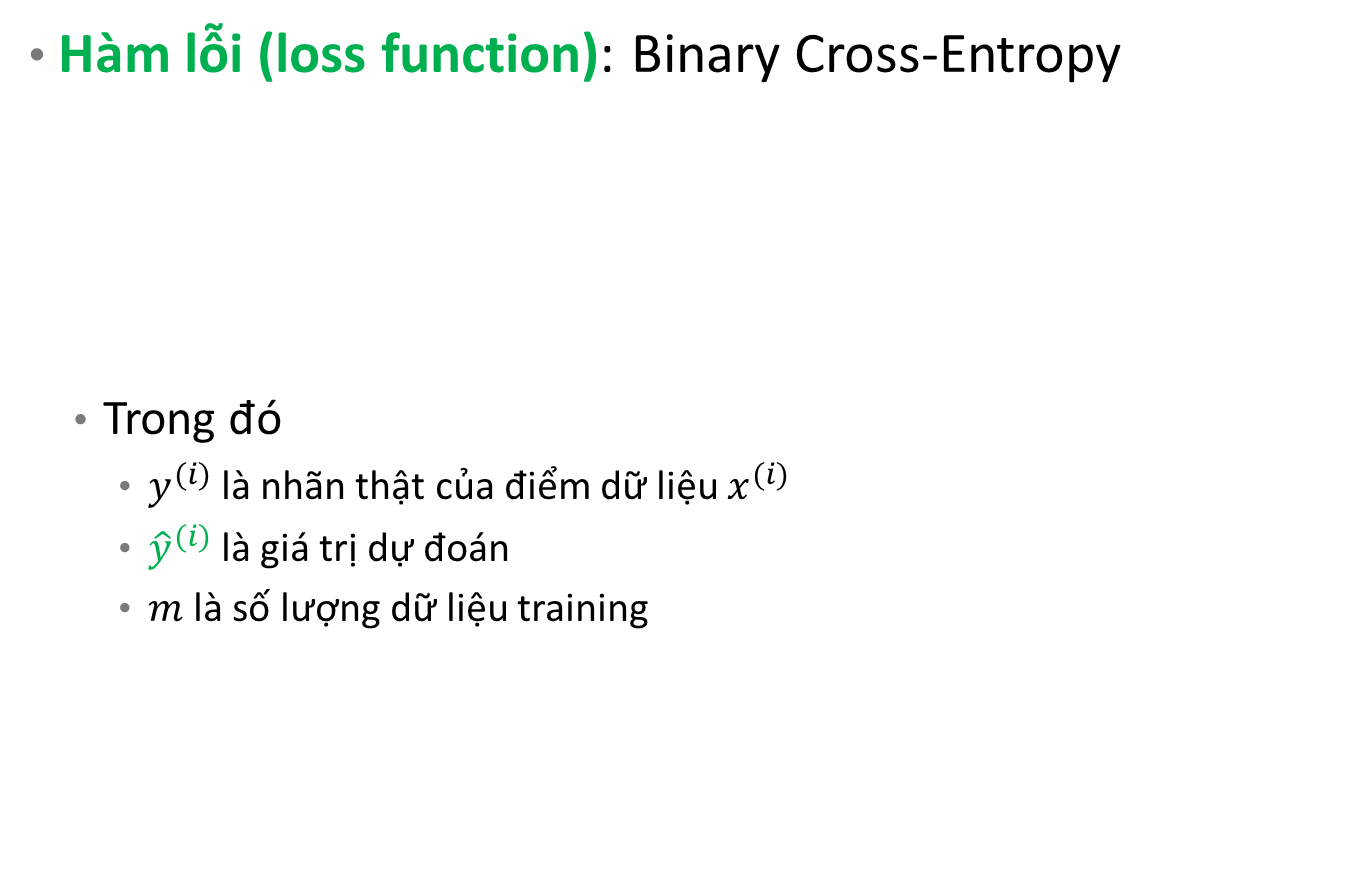 • Hàm lỗi (loss function): Binary Cross-Entropy
• Trong đó
• y⁽ⁱ⁾ là nhãn thật của điểm dữ liệu x⁽ⁱ⁾
• ŷ⁽ⁱ⁾ là giá trị dự đoán
• m là số lượng dữ liệu training